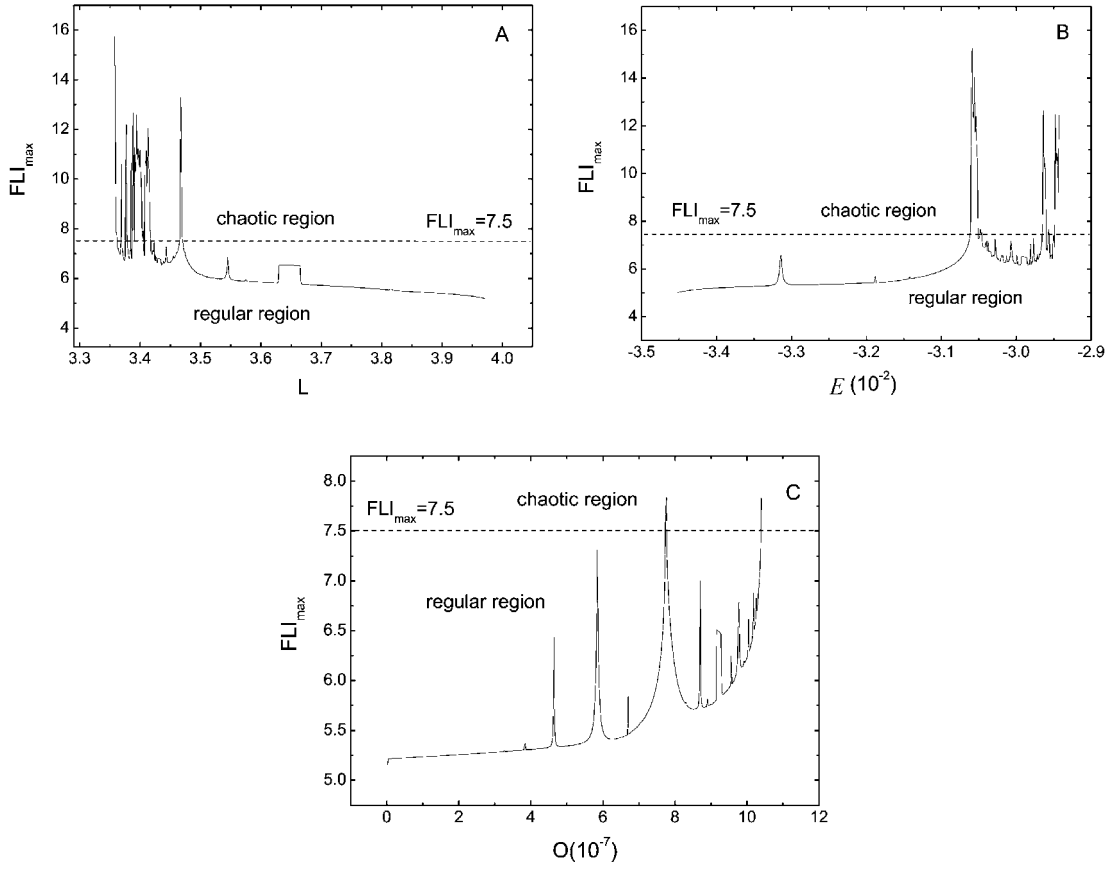 A
16
14
12
10
8
6
4
FLI_max
chaotic region
FLI_max=7.5
regular region
3.3 3.4 3.5 3.6 3.7 3.8 3.9 4.0
L
B
16
14
12
10
8
6
4
FLI_max
FLI_max=7.5
chaotic region
regular region
-3.5 -3.4 -3.3 -3.2 -3.1 -3.0 -2.9
E (10^-2)
C
8.0
7.5
7.0
6.5
6.0
5.5
5.0
FLI_max
chaotic region
FLI_max=7.5
regular region
0 2 4 6 8 10 12
O(10^-7)